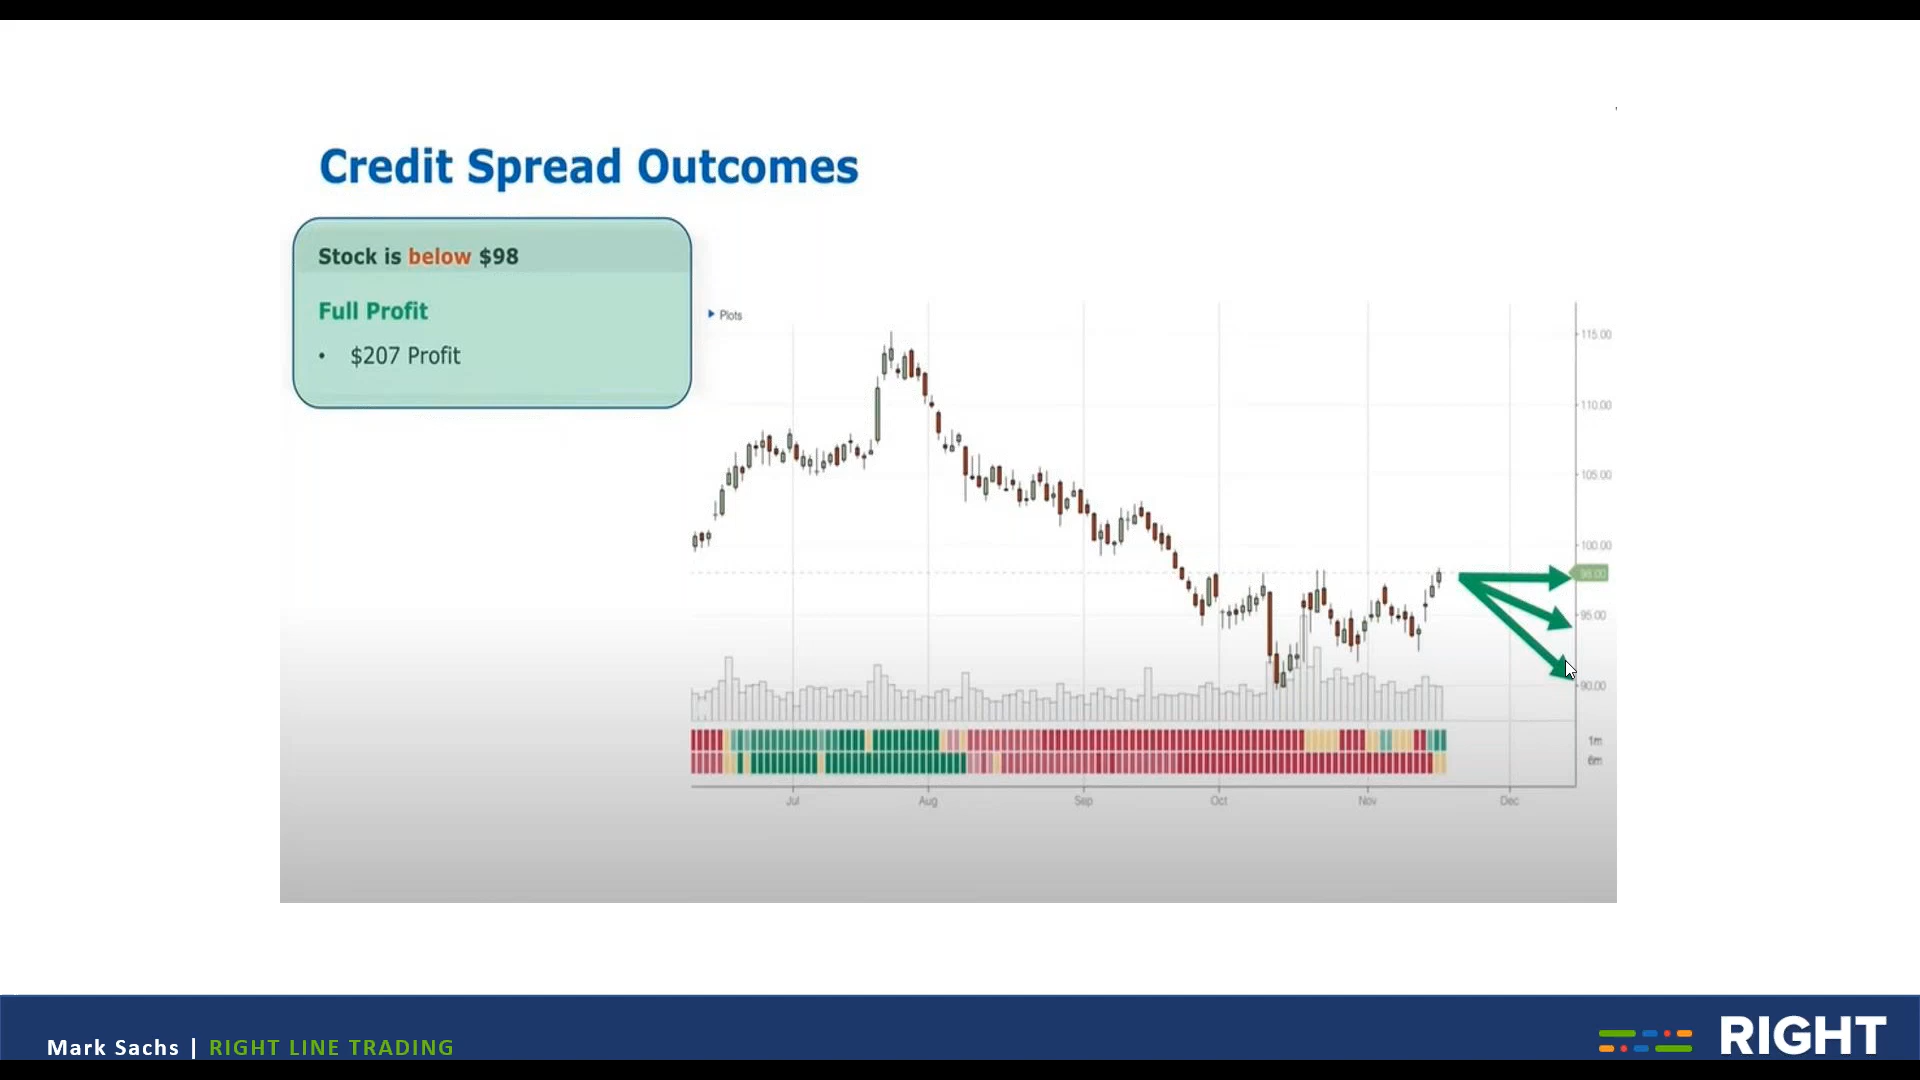 Credit Spread Outcomes
Stock is below $98
Full Profit
• $207 Profit
Plots
115.00
110.00
105.00
100.00
98.00
95.00
90.00
1m
6m
Jul Aug Sep Oct Nov Dec
Mark Sachs | RIGHT LINE TRADING
RIGHT